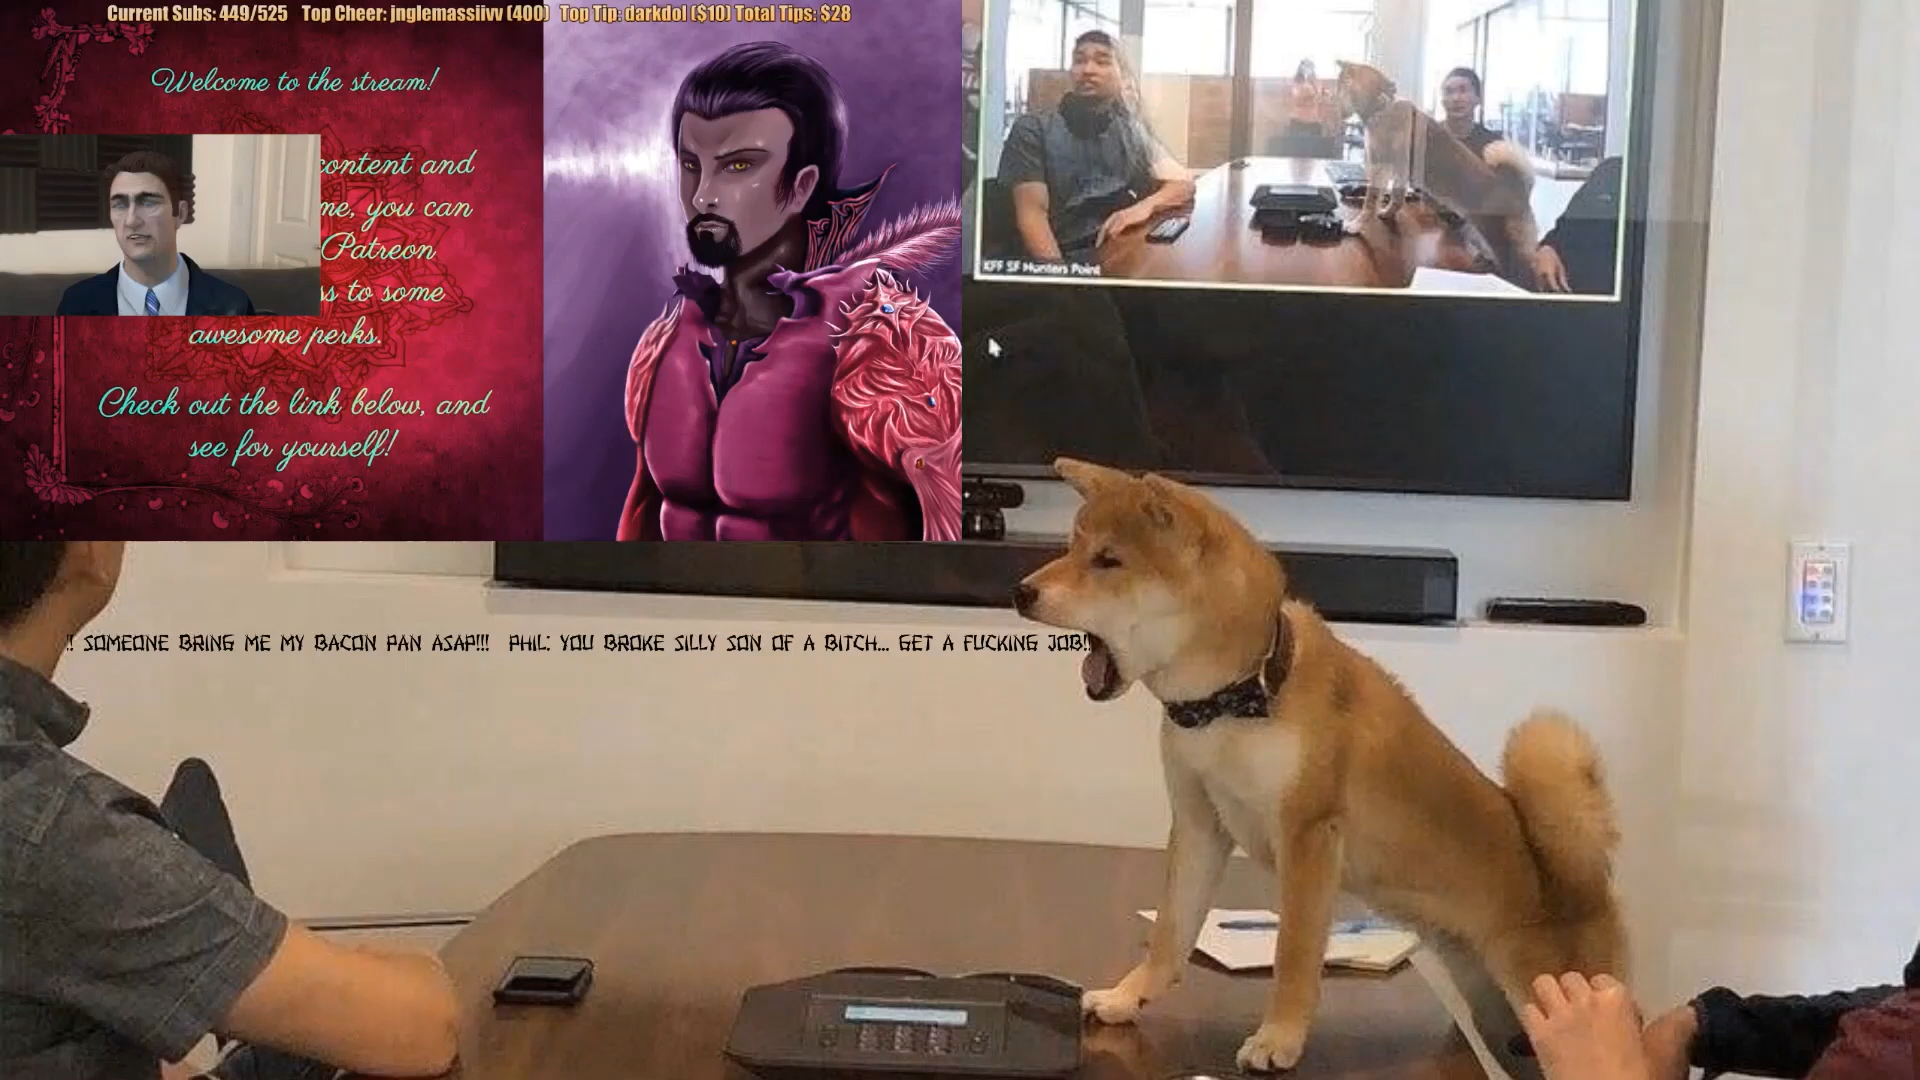 Current Subs: 449/525 Top Cheer: jnglemassiivv (400) Top Tip: darkdol ($10) Total Tips: $28
Welcome to the stream!
content and
me, you can
Patreon
ss to some
awesome perks.
Check out the link below, and
see for yourself!
KFF SF Hunters Point
!! SOMEONE BRING ME MY BACON PAN ASAP!!! PHIL: YOU BROKE SILLY SON OF A BITCH... GET A FUCKING JOB!!